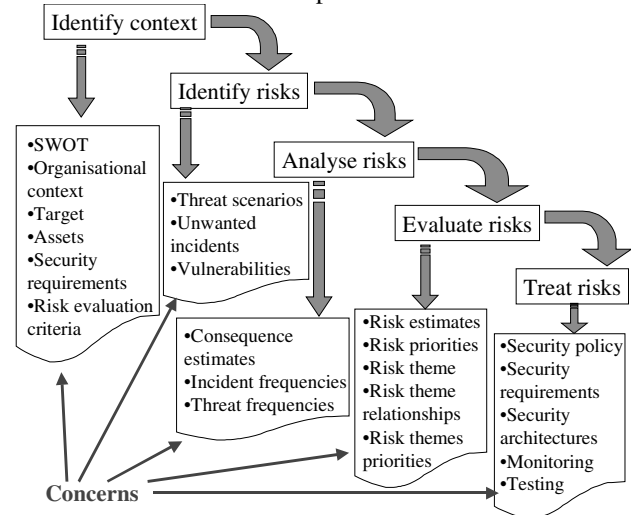 Identify context
Identify risks
Analyse risks
Evaluate risks
Treat risks
•SWOT
•Organisational
context
•Target
•Assets
•Security
requirements
•Risk evaluation
criteria
•Threat scenarios
•Unwanted
incidents
•Vulnerabilities
•Consequence
estimates
•Incident frequencies
•Threat frequencies
•Risk estimates
•Risk priorities
•Risk theme
•Risk theme
relationships
•Risk themes
priorities
•Security policy
•Security
requirements
•Security
architectures
•Monitoring
•Testing
Concerns